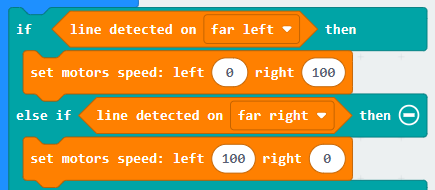 if line detected on far left then
set motors speed: left 0 right 100
else if line detected on far right then
set motors speed: left 100 right 0